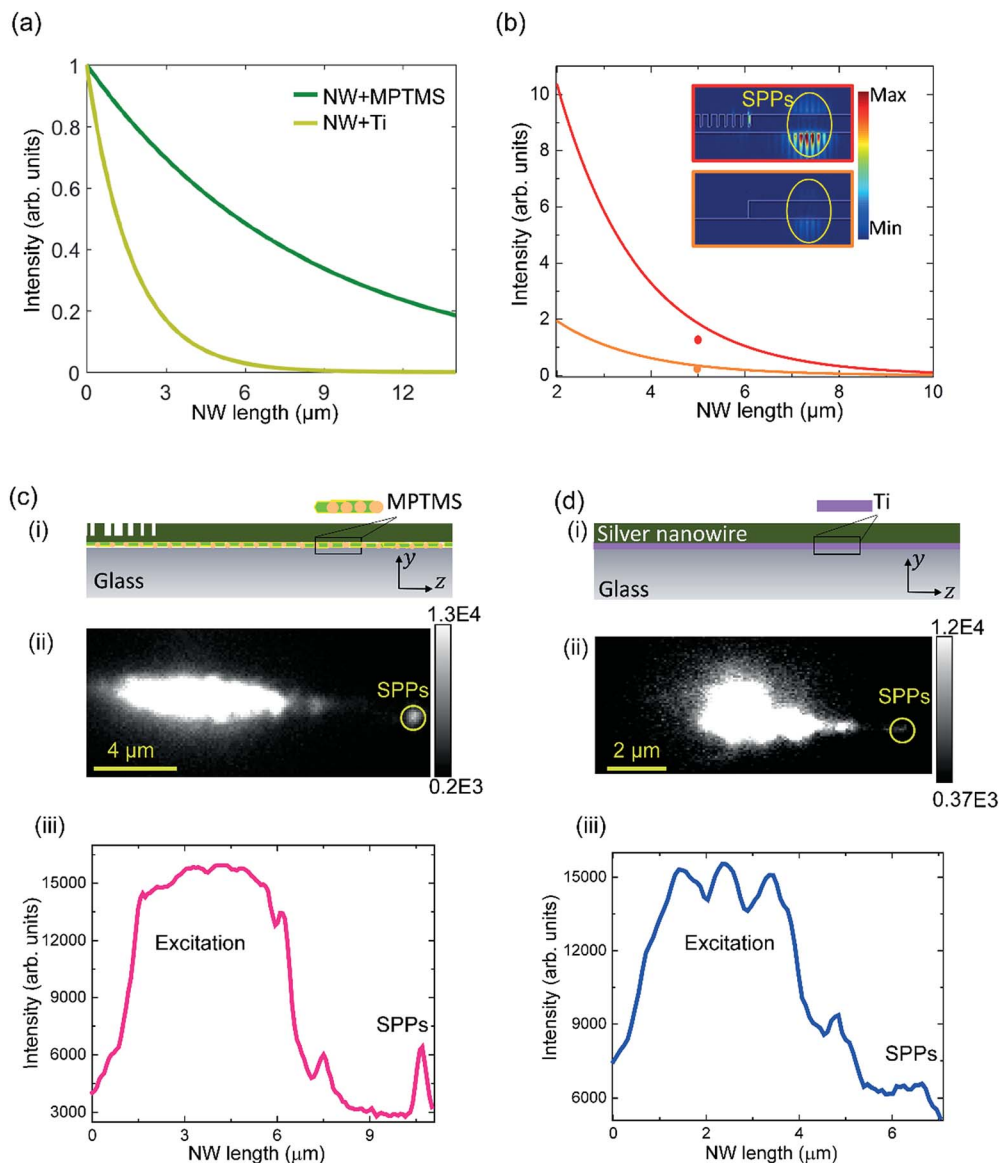 (a)
1
0.8
0.6
0.4
0.2
0
0 3 6 9 12
NW length (µm)
Intensity (arb. units)
NW+MPTMS
NW+Ti
(b)
10
8
6
4
2
0
2 4 6 8 10
NW length (µm)
Intensity (arb. units)
SPPs
Max
Min
(c)
MPTMS
(i)
Glass
y
z
(ii)
SPPs
4 µm
1.3E4
0.2E3
(iii)
15000
12000
9000
6000
3000
0 3 6 9
NW length (µm)
Intensity (arb. units)
Excitation
SPPs
(d)
Ti
(i)
Silver nanowire
Glass
y
z
(ii)
SPPs
2 µm
1.2E4
0.37E3
(iii)
15000
12000
9000
6000
0 2 4 6
NW length (µm)
Intensity (arb. units)
Excitation
SPPs